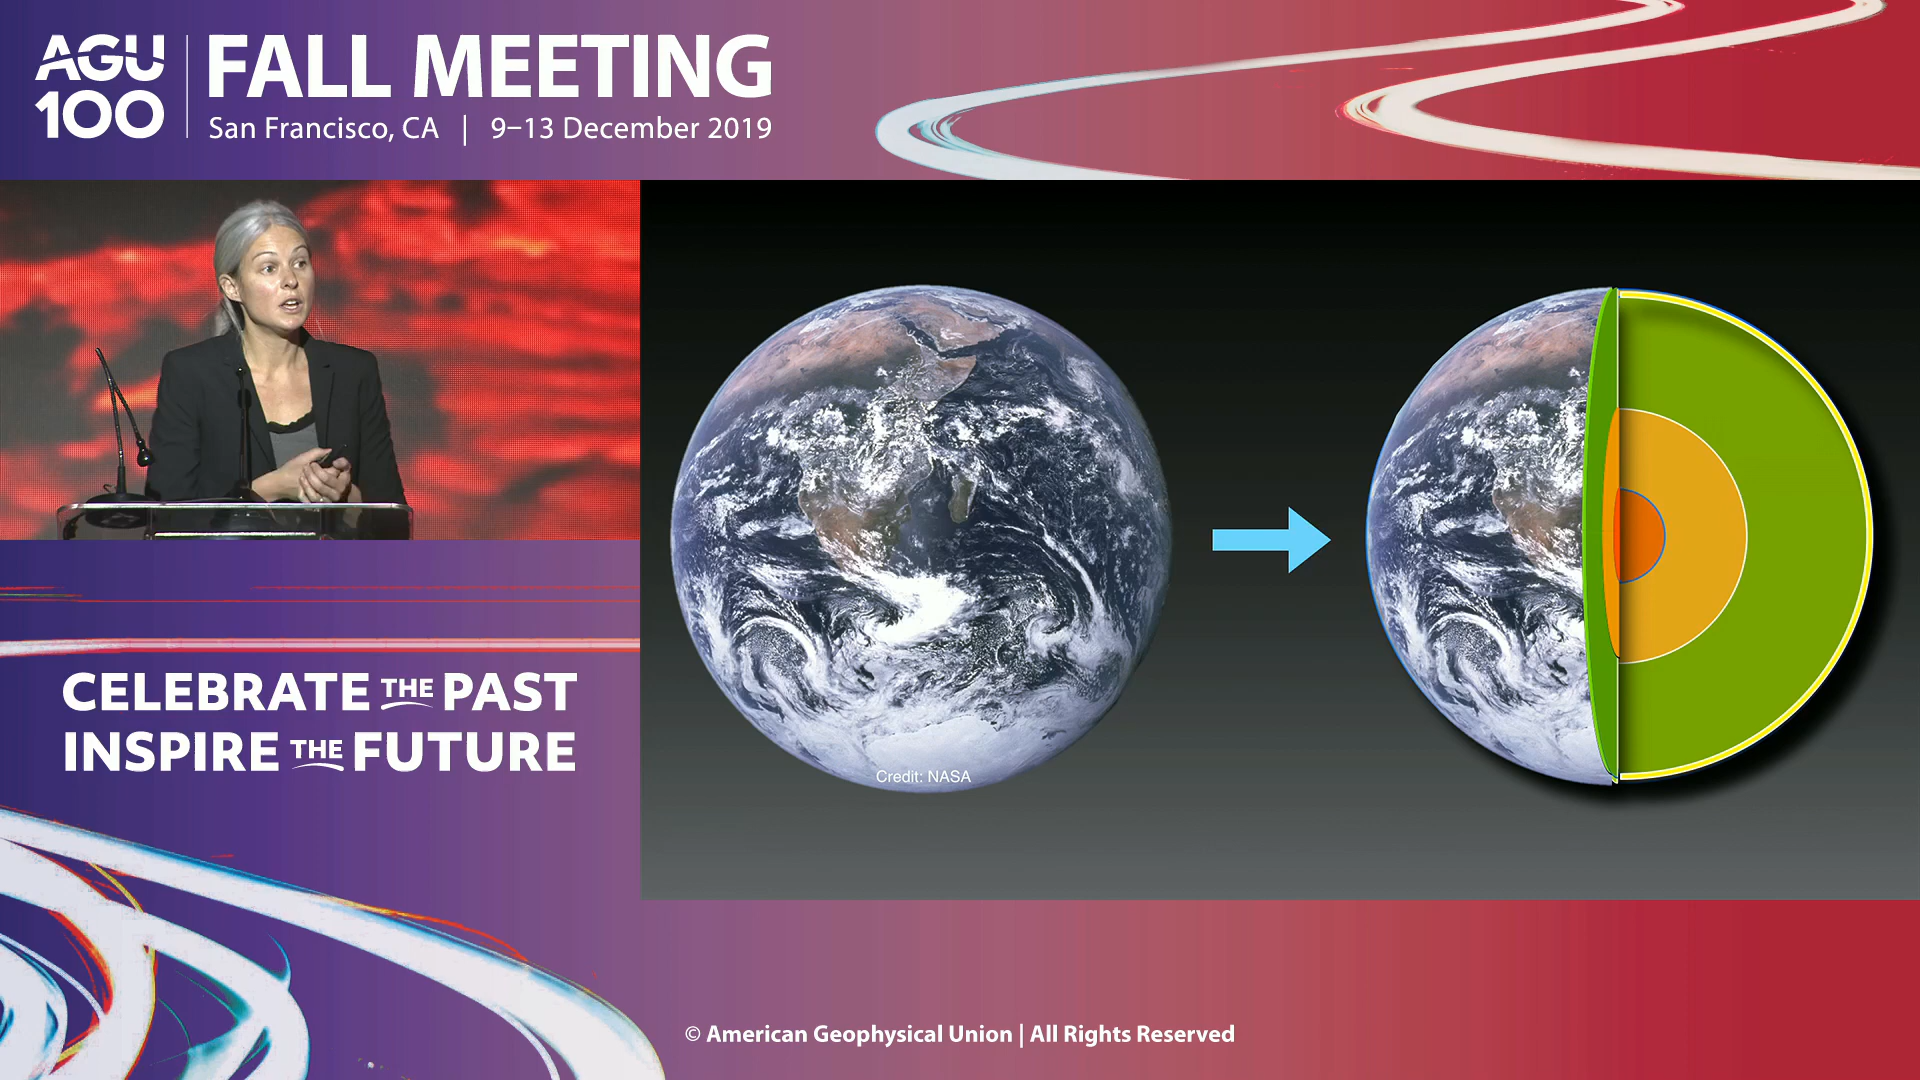 AGU
100
FALL MEETING
San Francisco, CA | 9–13 December 2019
Credit: NASA
CELEBRATE THE PAST
INSPIRE THE FUTURE
© American Geophysical Union | All Rights Reserved